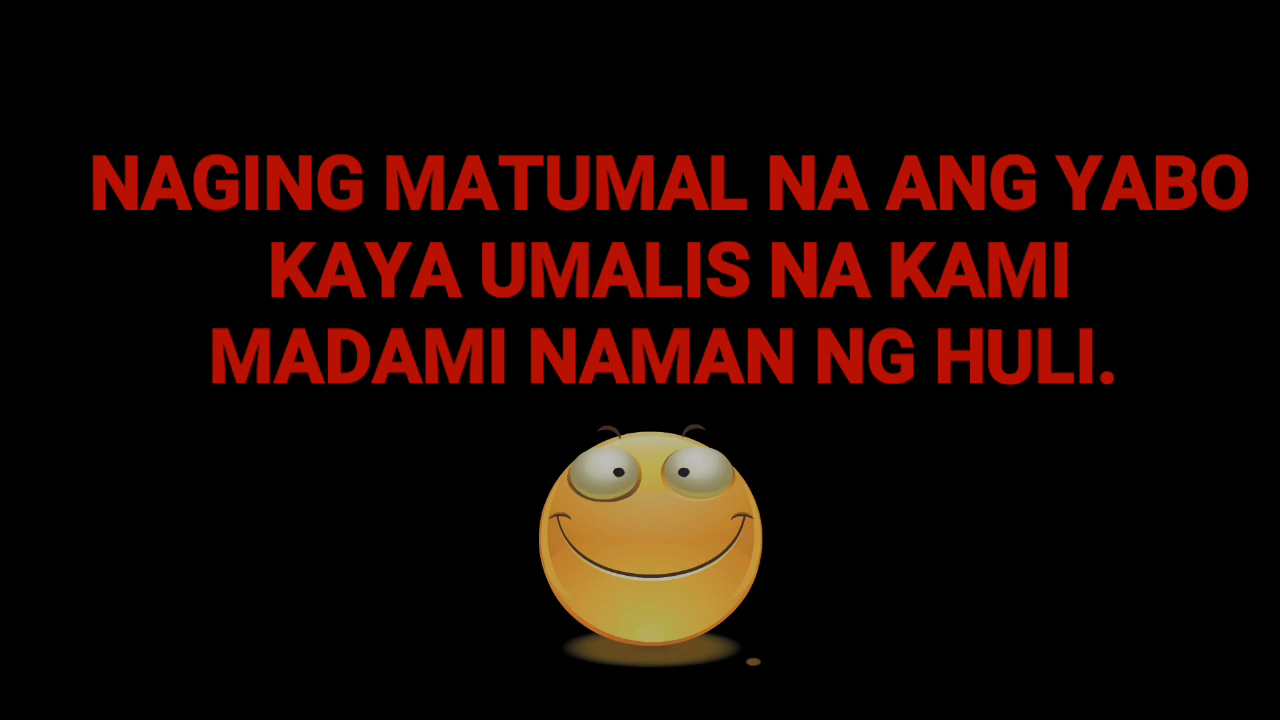 NAGING MATUMAL NA ANG YABO
KAYA UMALIS NA KAMI
MADAMI NAMAN NG HULI.